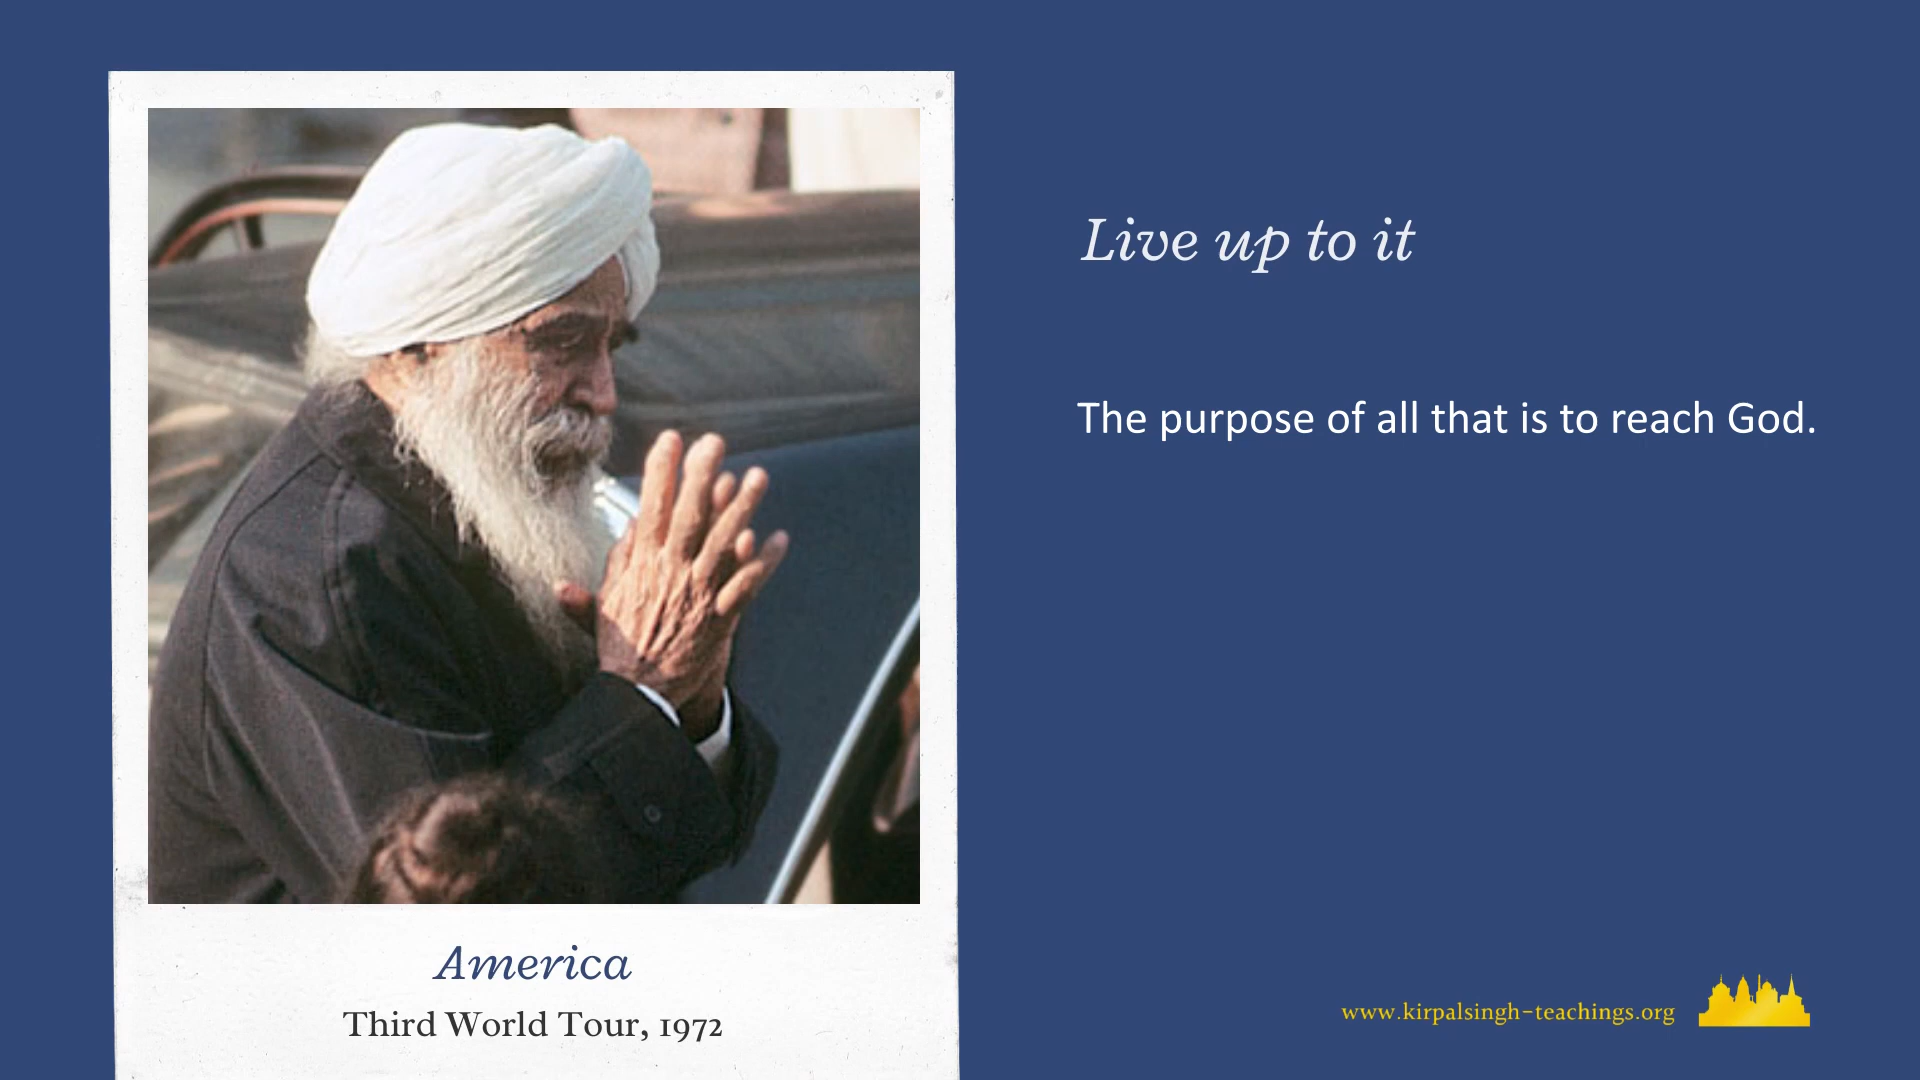 Live up to it
The purpose of all that is to reach God.
America
Third World Tour, 1972
www.kirpalsingh-teachings.org